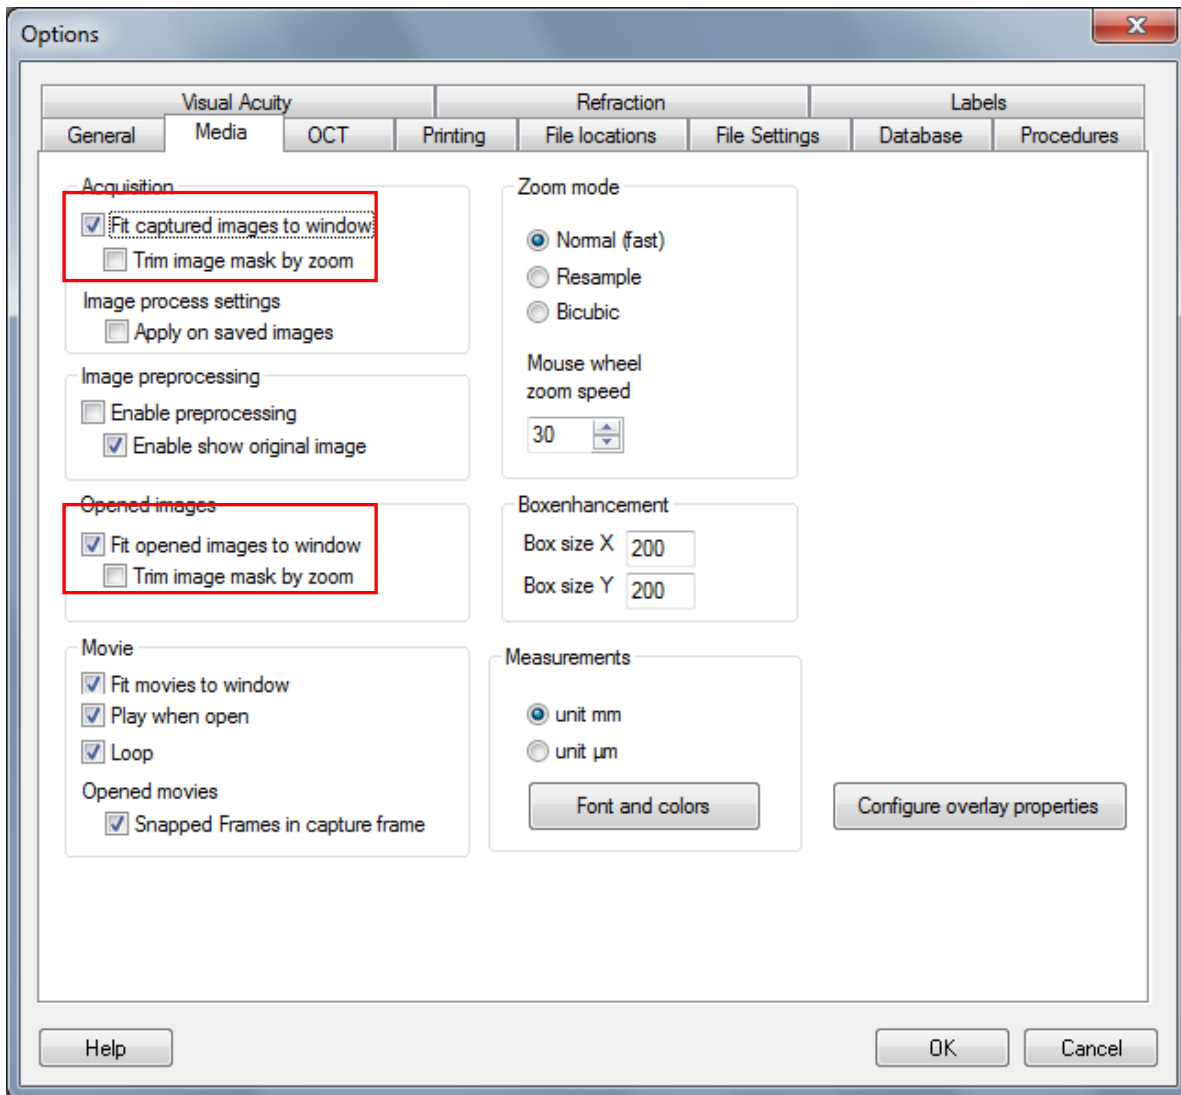 Options
Visual Acuity
Refraction
Labels
General
Media
OCT
Printing
File locations
File Settings
Database
Procedures
Acquisition
Fit captured images to window
Trim image mask by zoom
Image process settings
Apply on saved images
Image preprocessing
Enable preprocessing
Enable show original image
Opened images
Fit opened images to window
Trim image mask by zoom
Movie
Fit movies to window
Play when open
Loop
Opened movies
Snapped Frames in capture frame
Zoom mode
Normal (fast)
Resample
Bicubic
Mouse wheel
zoom speed
30
Boxenhancement
Box size X 200
Box size Y 200
Measurements
unit mm
unit µm
Font and colors
Configure overlay properties
Help
OK
Cancel